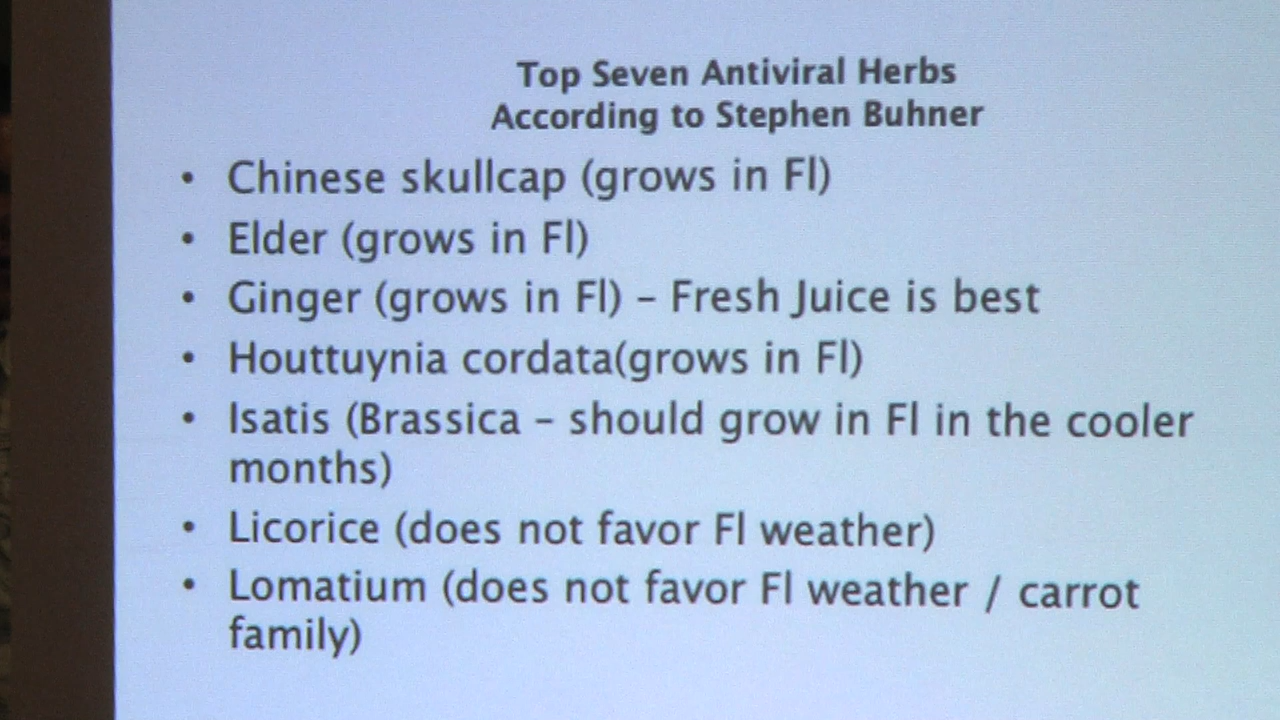 Top Seven Antiviral Herbs
According to Stephen Buhner
• Chinese skullcap (grows in Fl)
• Elder (grows in Fl)
• Ginger (grows in Fl) – Fresh Juice is best
• Houttuynia cordata(grows in Fl)
• Isatis (Brassica – should grow in Fl in the cooler
months)
• Licorice (does not favor Fl weather)
• Lomatium (does not favor Fl weather / carrot
family)